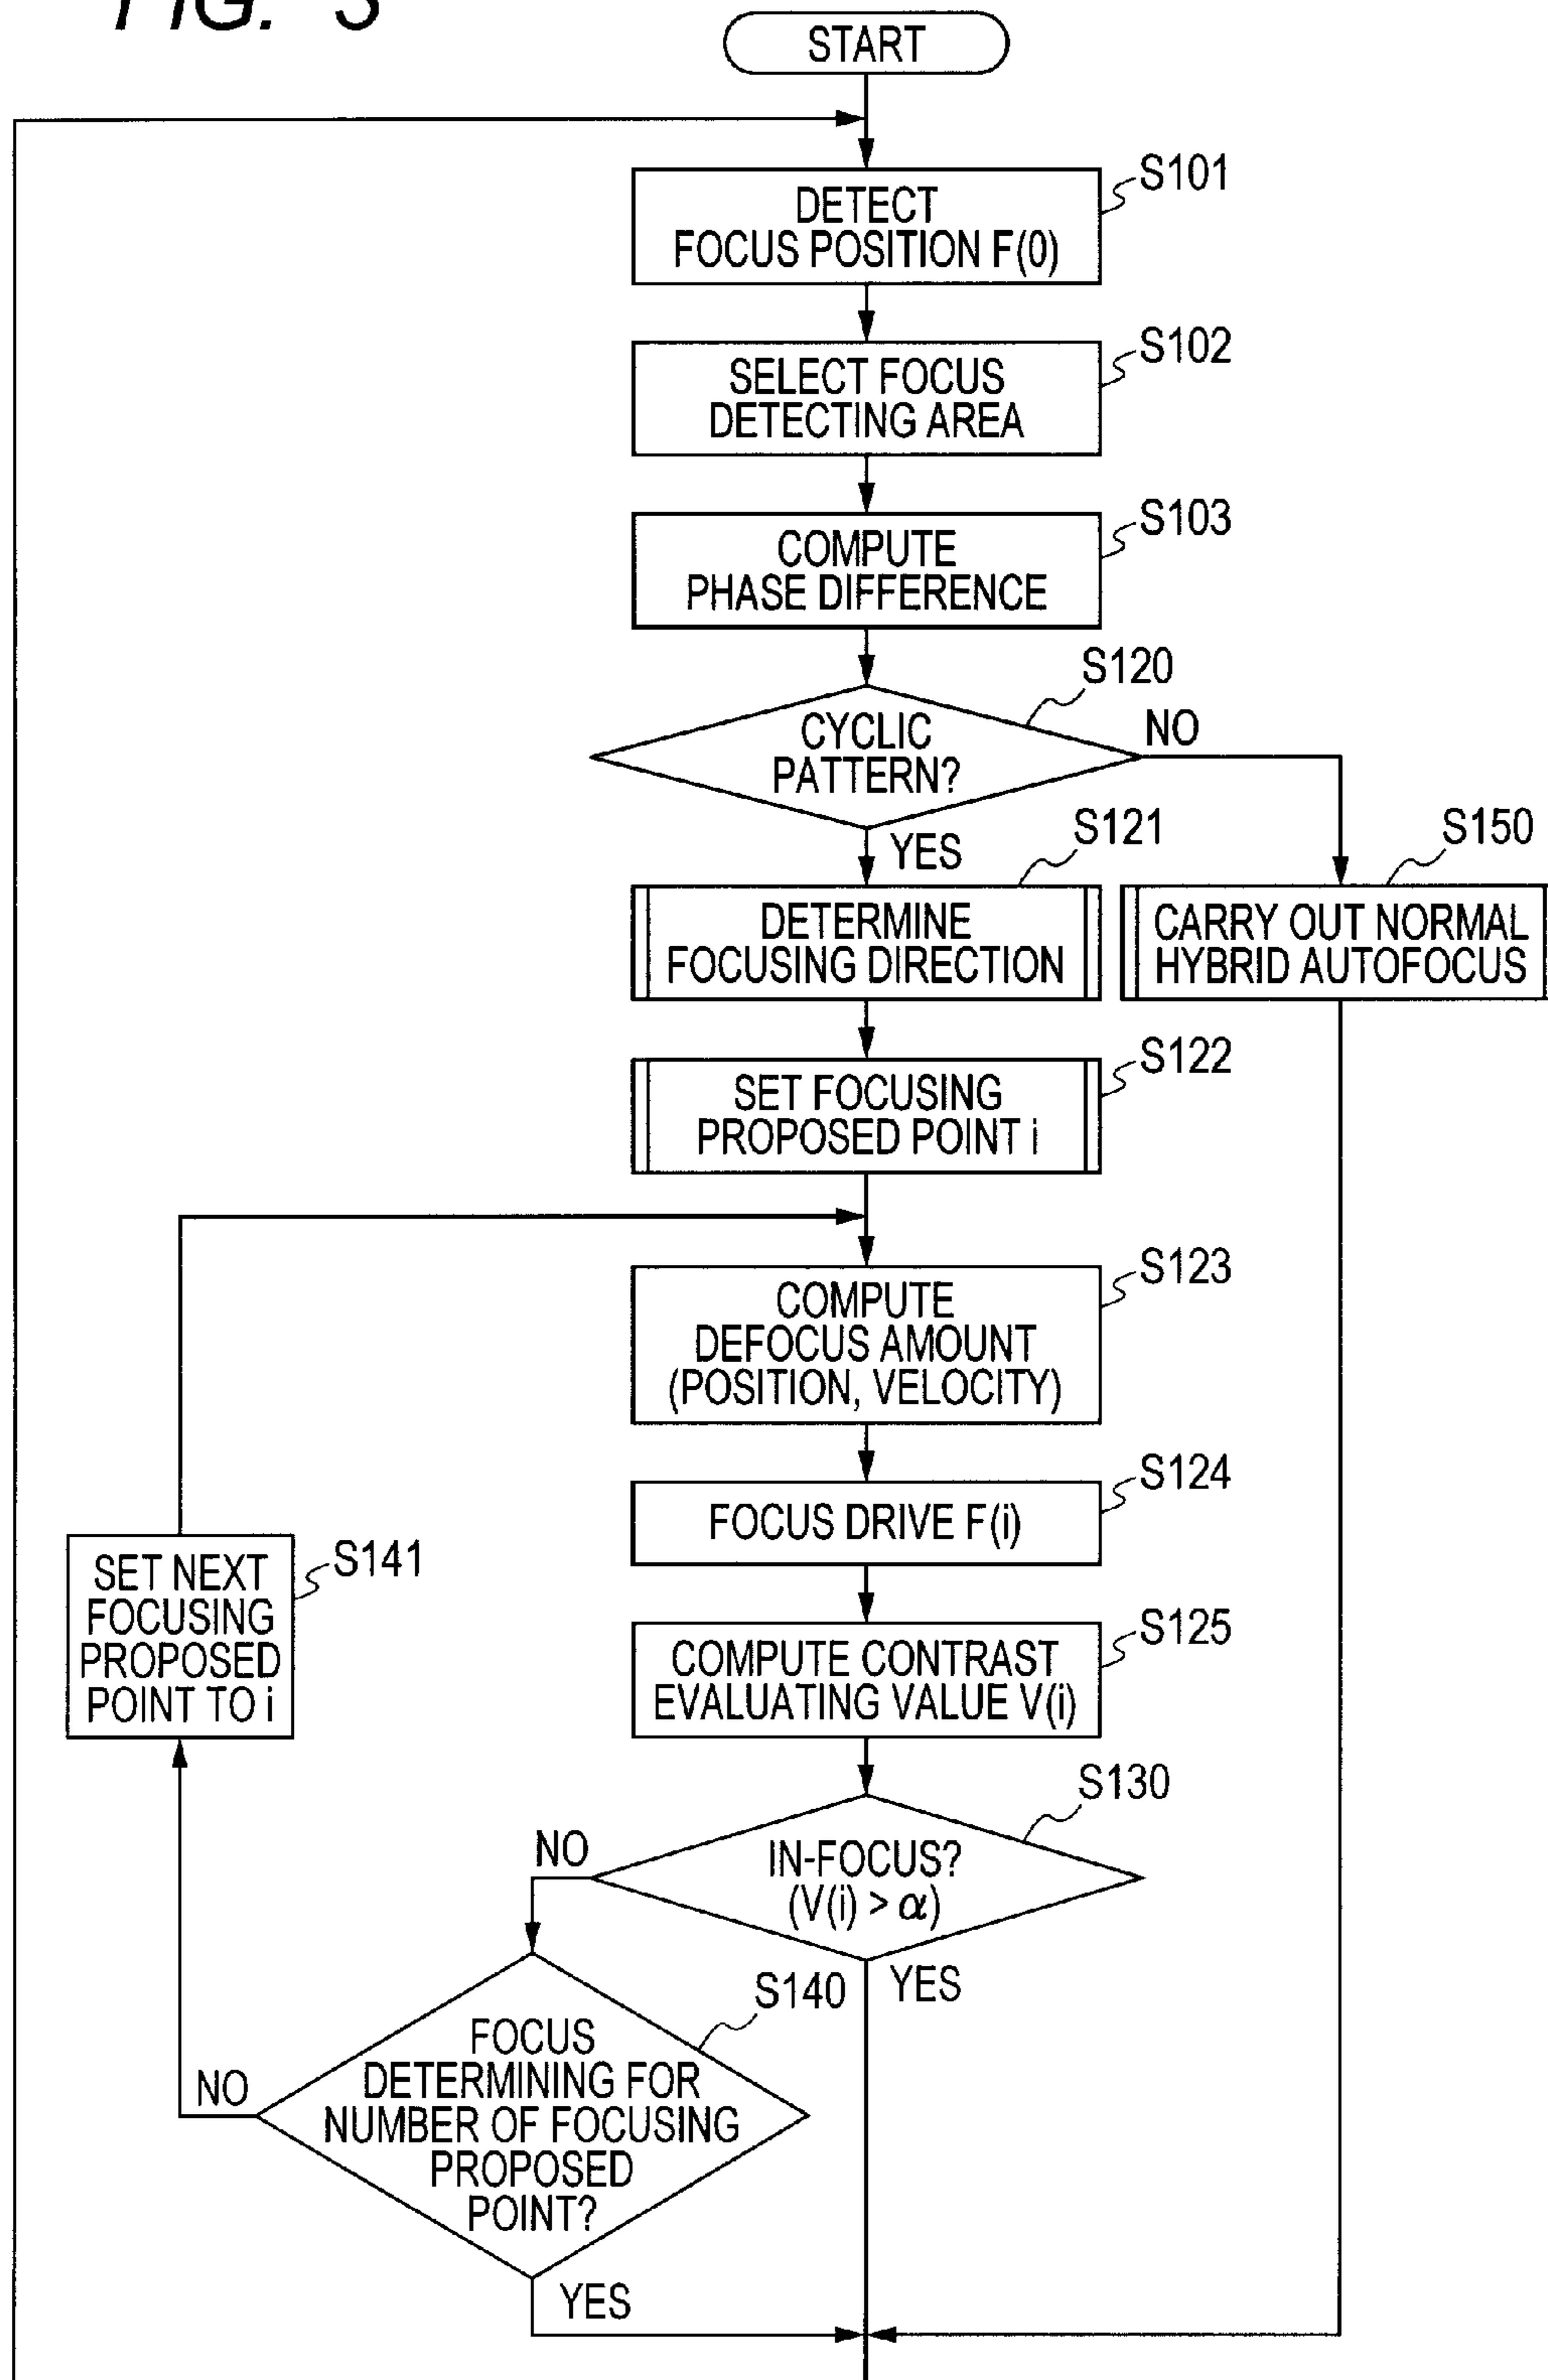 FIG. 3
START
S101
DETECT
FOCUS POSITION F(0)
S102
SELECT FOCUS
DETECTING AREA
S103
COMPUTE
PHASE DIFFERENCE
S120
CYCLIC
PATTERN?
NO
YES
S121
DETERMINE
FOCUSING DIRECTION
S150
CARRY OUT NORMAL
HYBRID AUTOFOCUS
S122
SET FOCUSING
PROPOSED POINT i
S123
COMPUTE
DEFOCUS AMOUNT
(POSITION, VELOCITY)
S124
FOCUS DRIVE F(i)
S141
SET NEXT
FOCUSING
PROPOSED
POINT TO i
S125
COMPUTE CONTRAST
EVALUATING VALUE V(i)
S130
IN-FOCUS?
(V(i) > α)
NO
YES
S140
FOCUS
DETERMINING FOR
NUMBER OF FOCUSING
PROPOSED
POINT?
NO
YES